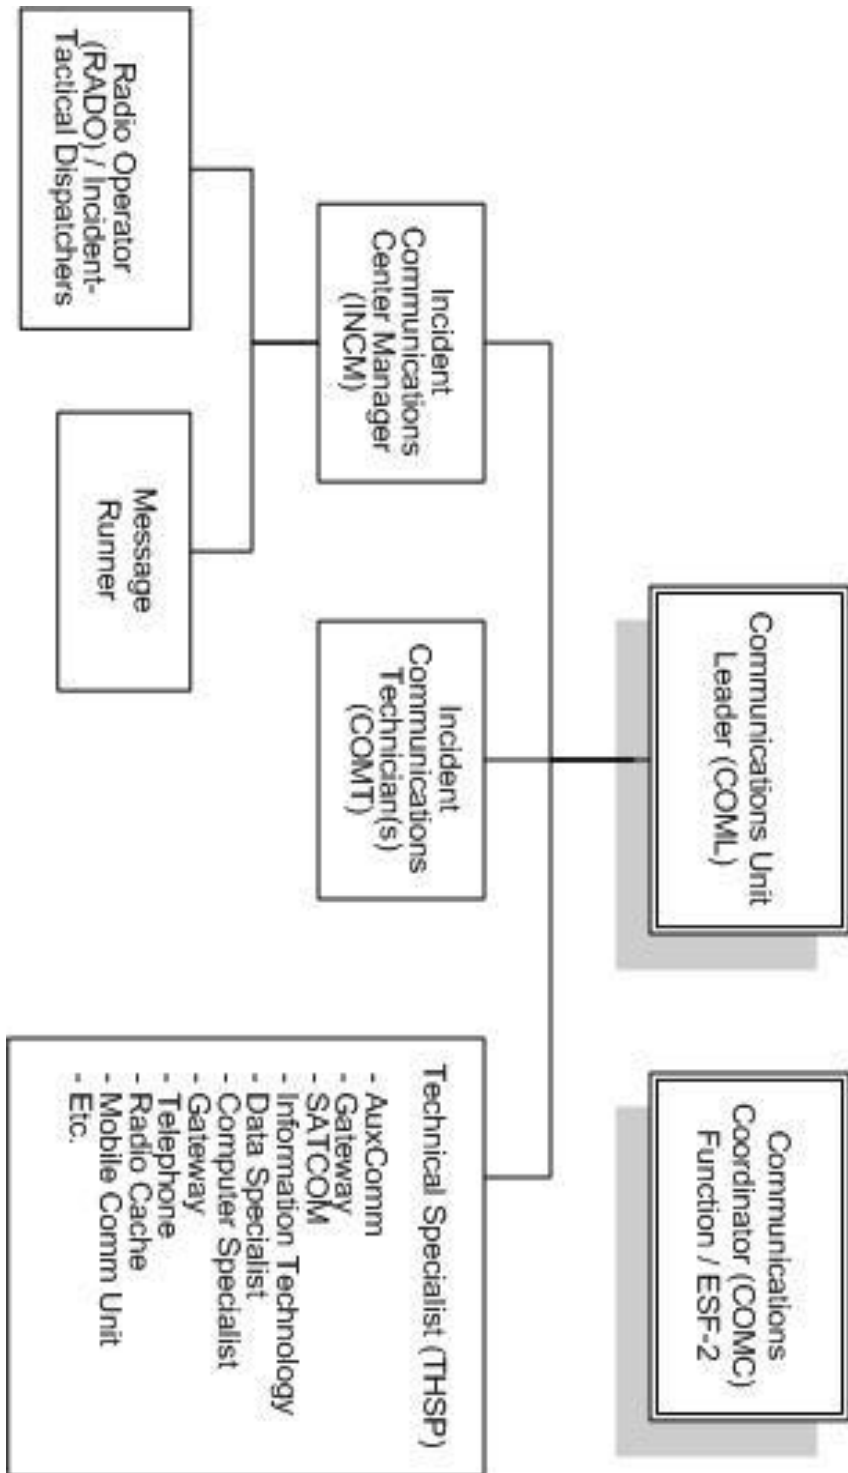 Communications Unit
Leader (COML)
Communications
Coordinator (COMC)
Function / ESF-2
Incident
Communications
Center Manager
(INCM)
Incident
Communications
Technician(s)
(COMT)
Technical Specialist (THSP)
- AuxComm
- Gateway
- SATCOM
- Information Technology
- Data Specialist
- Computer Specialist
- Gateway
- Telephone
- Radio Cache
- Mobile Comm Unit
- Etc.
Radio Operator
(RADO) / Incident-
Tactical Dispatchers
Message
Runner